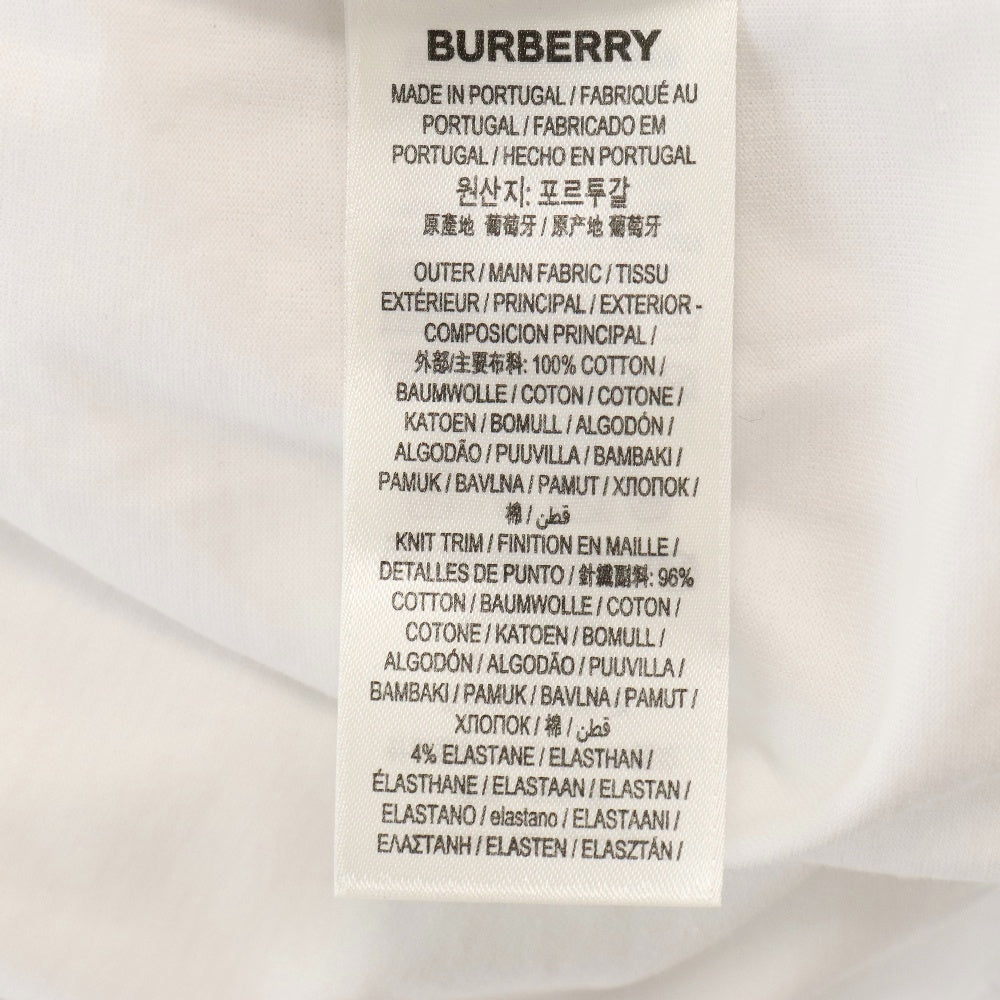 BURBERRY
MADE IN PORTUGAL / FABRIQUÉ AU
PORTUGAL / FABRICADO EM
PORTUGAL / HECHO EN PORTUGAL
원산지: 포르투갈
原產地 葡萄牙 / 原产地 葡萄牙
OUTER / MAIN FABRIC / TISSU
EXTÉRIEUR / PRINCIPAL / EXTERIOR -
COMPOSICION PRINCIPAL /
外部/主要布料: 100% COTTON /
BAUMWOLLE / COTON / COTONE /
KATOEN / BOMULL / ALGODÓN /
ALGODÃO / PUUVILLA / BAMBAKI /
PAMUK / BAVLNA / PAMUT / ХЛОПОК /
棉 / قطن
KNIT TRIM / FINITION EN MAILLE /
DETALLES DE PUNTO / 針織副料: 96%
COTTON / BAUMWOLLE / COTON /
COTONE / KATOEN / BOMULL /
ALGODÓN / ALGODÃO / PUUVILLA /
BAMBAKI / PAMUK / BAVLNA / PAMUT /
ХЛОПОК / 棉 / قطن
4% ELASTANE / ELASTHAN /
ÉLASTHANE / ELASTAAN / ELASTAN /
ELASTANO / elastano / ELASTAANI /
ΕΛΑΣΤΑΝΗ / ELASTEN / ELASZTÁN /